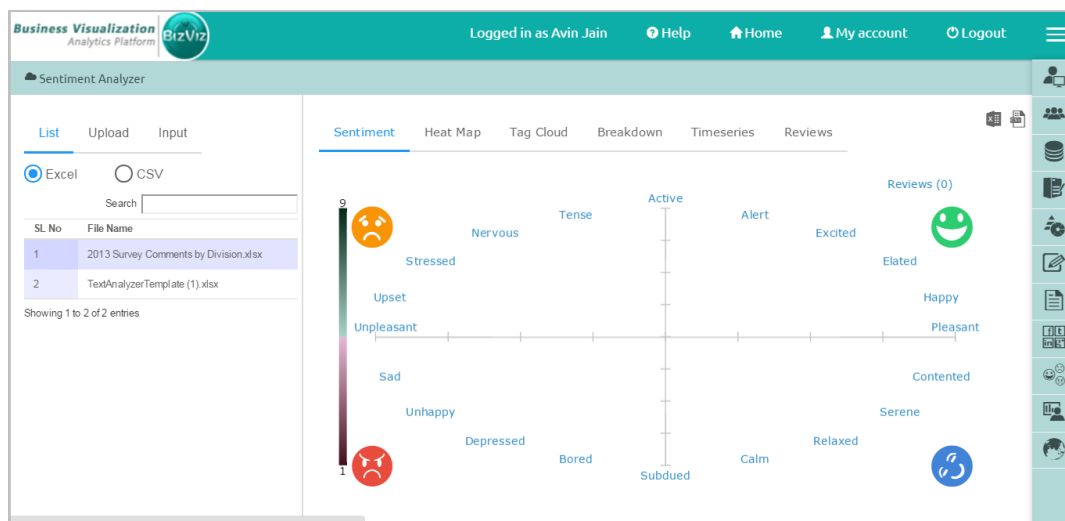 Business Visualization
Analytics Platform
BizViz
Logged in as Avin Jain Help Home My account Logout
Sentiment Analyzer
List Upload Input
Excel CSV
Search
SL No File Name
1 2013 Survey Comments by Division.xlsx
2 TextAnalyzerTemplate (1).xlsx
Showing 1 to 2 of 2 entries
Sentiment Heat Map Tag Cloud Breakdown Timeseries Reviews
Reviews (0)
9
Active
Tense Alert
Nervous Excited
Stressed Elated
Upset Happy
Unpleasant Pleasant
Sad Contented
Unhappy Serene
Depressed Relaxed
Bored Calm
1
Subdued